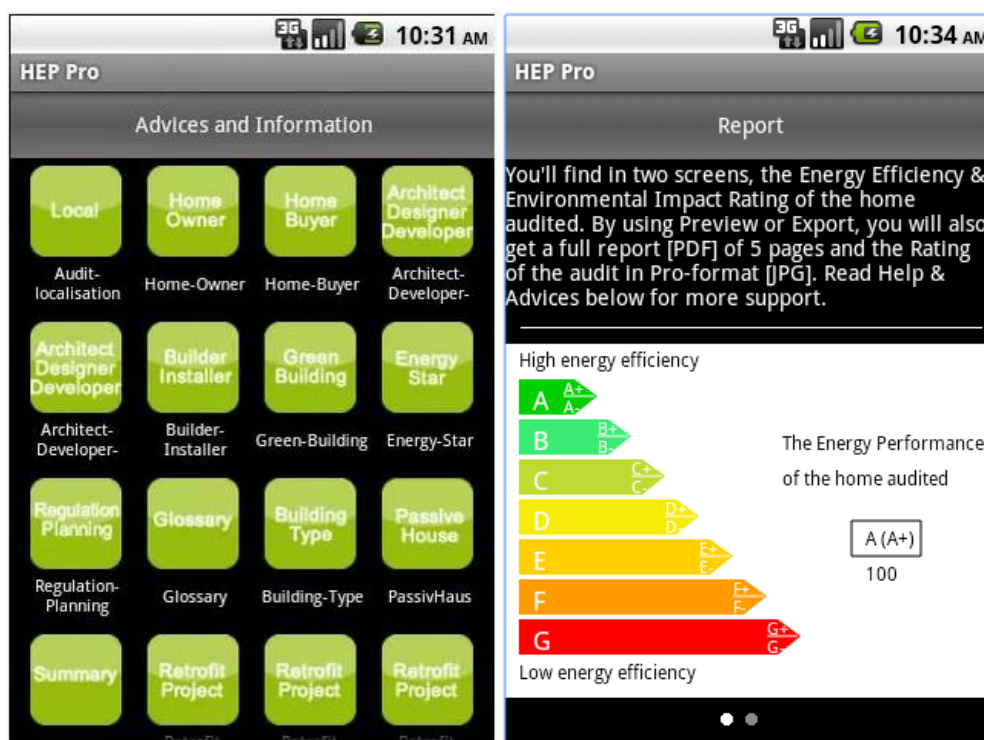 3G 10:31 AM
HEP Pro
Advices and Information
Local
Home Owner
Home Buyer
Architect Designer Developer
Audit-localisation
Home-Owner
Home-Buyer
Architect-Developer-
Architect Designer Developer
Builder Installer
Green Building
Energy Star
Architect-Developer-
Builder-Installer
Green-Building
Energy-Star
Regulation Planning
Glossary
Building Type
Passive House
Regulation-Planning
Glossary
Building-Type
PassivHaus
Summary
Retrofit Project
Retrofit Project
Retrofit Project
3G 10:34 AM
HEP Pro
Report
You'll find in two screens, the Energy Efficiency &
Environmental Impact Rating of the home
audited. By using Preview or Export, you will also
get a full report [PDF] of 5 pages and the Rating
of the audit in Pro-format [JPG]. Read Help &
Advices below for more support.
High energy efficiency
A A+ A-
B B+ B-
C C+ C-
D D+ D-
E E+ E-
F F+ F-
G G+ G-
Low energy efficiency
The Energy Performance
of the home audited
A (A+)
100